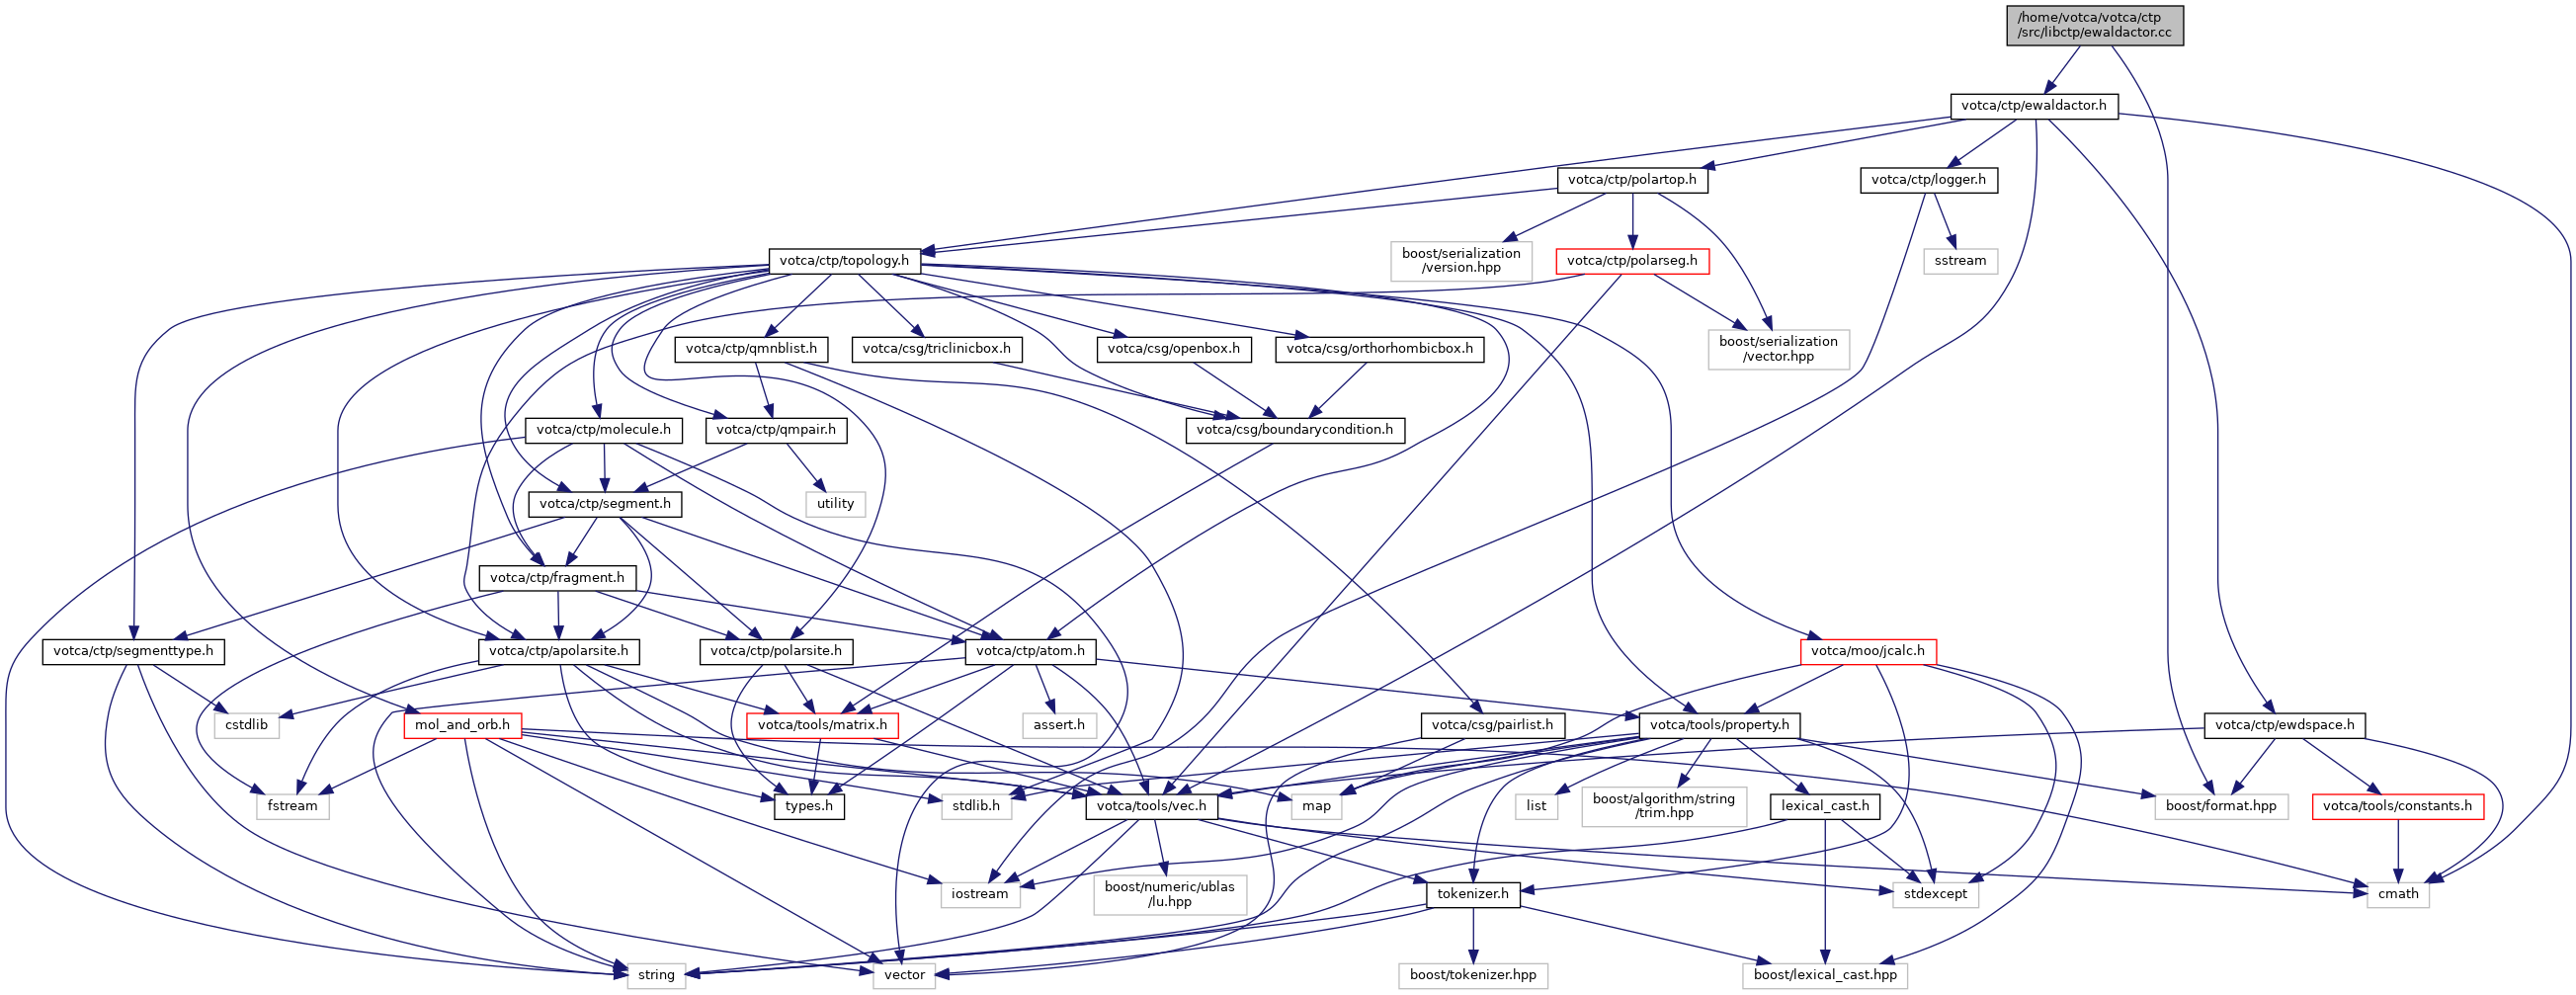 /home/votca/votca/ctp
/src/libctp/ewaldactor.cc
votca/ctp/ewaldactor.h
votca/ctp/polartop.h
votca/ctp/logger.h
votca/ctp/topology.h
boost/serialization
/version.hpp
votca/ctp/polarseg.h
sstream
votca/ctp/qmnblist.h
votca/csg/triclinicbox.h
votca/csg/openbox.h
votca/csg/orthorhombicbox.h
boost/serialization
/vector.hpp
votca/ctp/molecule.h
votca/ctp/qmpair.h
votca/csg/boundarycondition.h
votca/ctp/segment.h
utility
votca/ctp/fragment.h
votca/ctp/segmenttype.h
votca/ctp/apolarsite.h
votca/ctp/polarsite.h
votca/ctp/atom.h
votca/moo/jcalc.h
cstdlib
mol_and_orb.h
votca/tools/matrix.h
assert.h
votca/csg/pairlist.h
votca/tools/property.h
votca/ctp/ewdspace.h
fstream
types.h
stdlib.h
votca/tools/vec.h
map
list
boost/algorithm/string
/trim.hpp
lexical_cast.h
boost/format.hpp
votca/tools/constants.h
iostream
boost/numeric/ublas
/lu.hpp
tokenizer.h
stdexcept
cmath
string
vector
boost/tokenizer.hpp
boost/lexical_cast.hpp